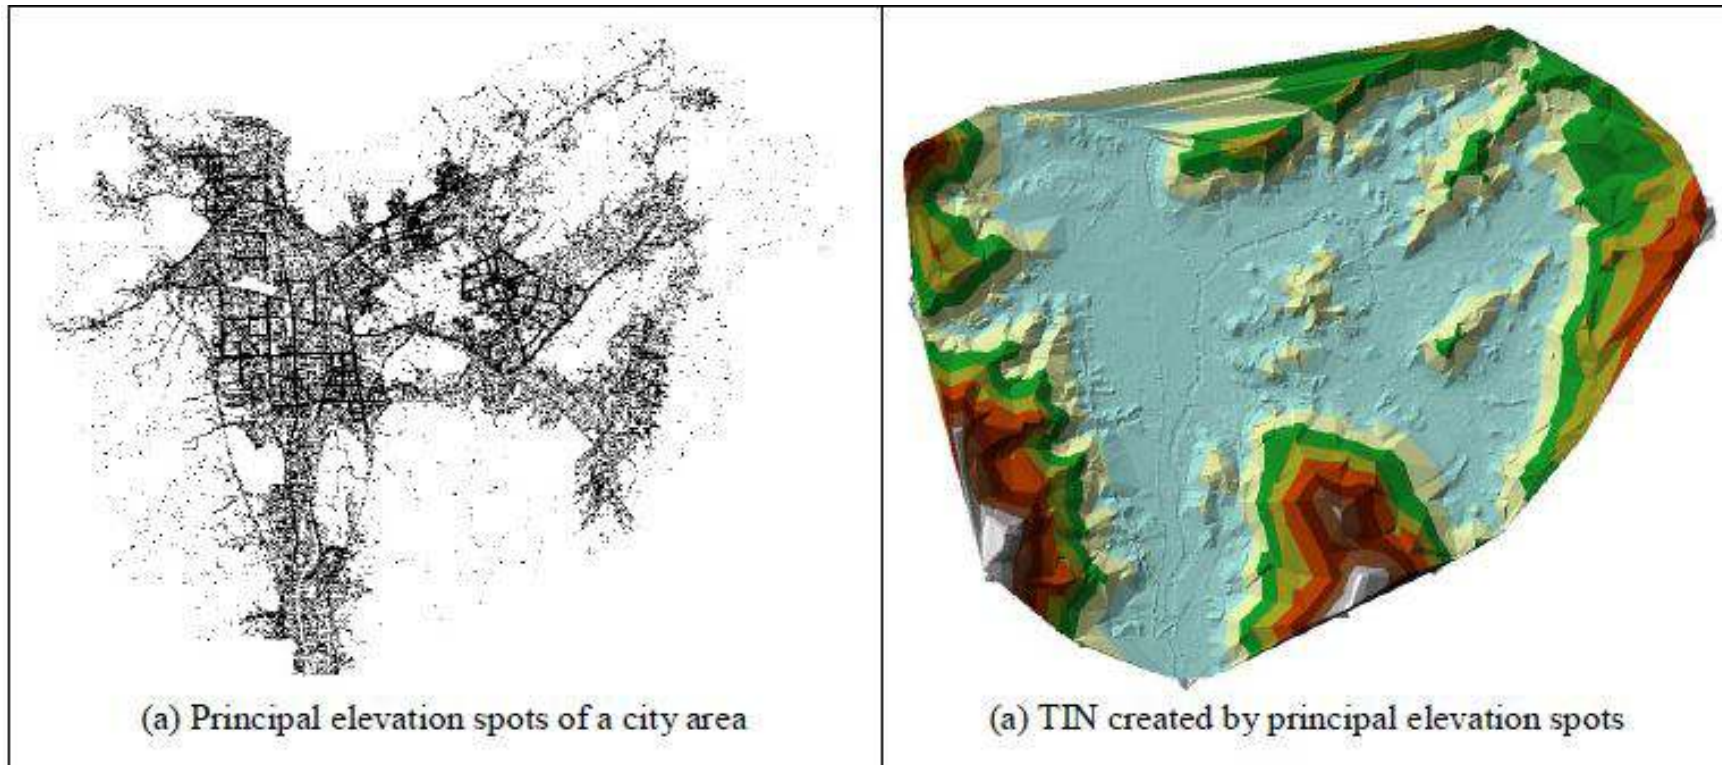 (a) Principal elevation spots of a city area
(a) TIN created by principal elevation spots